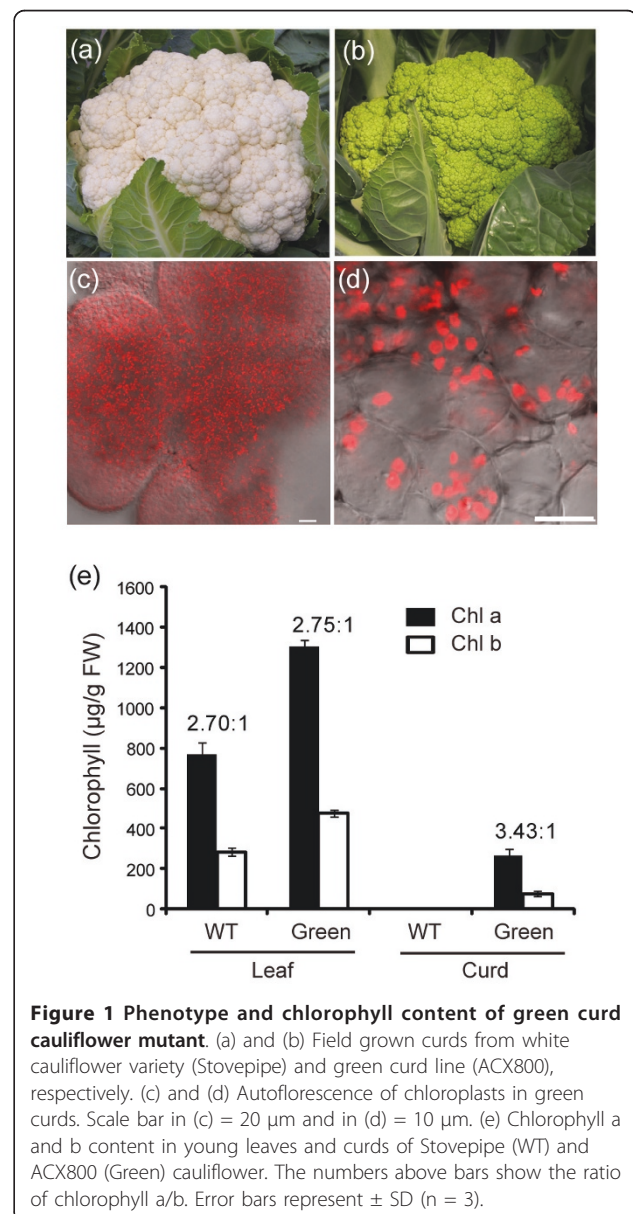 (a)
(b)
(c)
(d)
(e)
1600
1400
1200
1000
800
600
400
200
0
Chlorophyll (µg/g FW)
Chl a
Chl b
2.70:1
2.75:1
3.43:1
WT Green WT Green
Leaf Curd
Figure 1 Phenotype and chlorophyll content of green curd
cauliflower mutant. (a) and (b) Field grown curds from white
cauliflower variety (Stovepipe) and green curd line (ACX800),
respectively. (c) and (d) Autoflorescence of chloroplasts in green
curds. Scale bar in (c) = 20 µm and in (d) = 10 µm. (e) Chlorophyll a
and b content in young leaves and curds of Stovepipe (WT) and
ACX800 (Green) cauliflower. The numbers above bars show the ratio
of chlorophyll a/b. Error bars represent ± SD (n = 3).